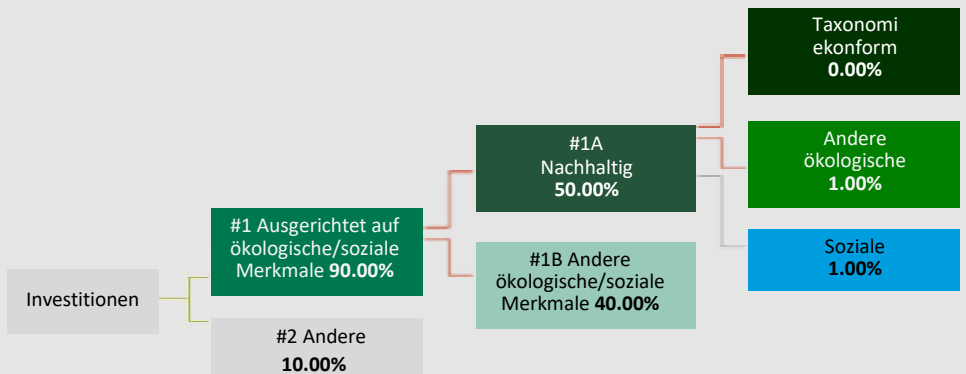 Investitionen
#1 Ausgerichtet auf
ökologische/soziale
Merkmale 90.00%
#2 Andere
10.00%
#1A
Nachhaltig
50.00%
#1B Andere
ökologische/soziale
Merkmale 40.00%
Taxonomi
ekonform
0.00%
Andere
ökologische
1.00%
Soziale
1.00%